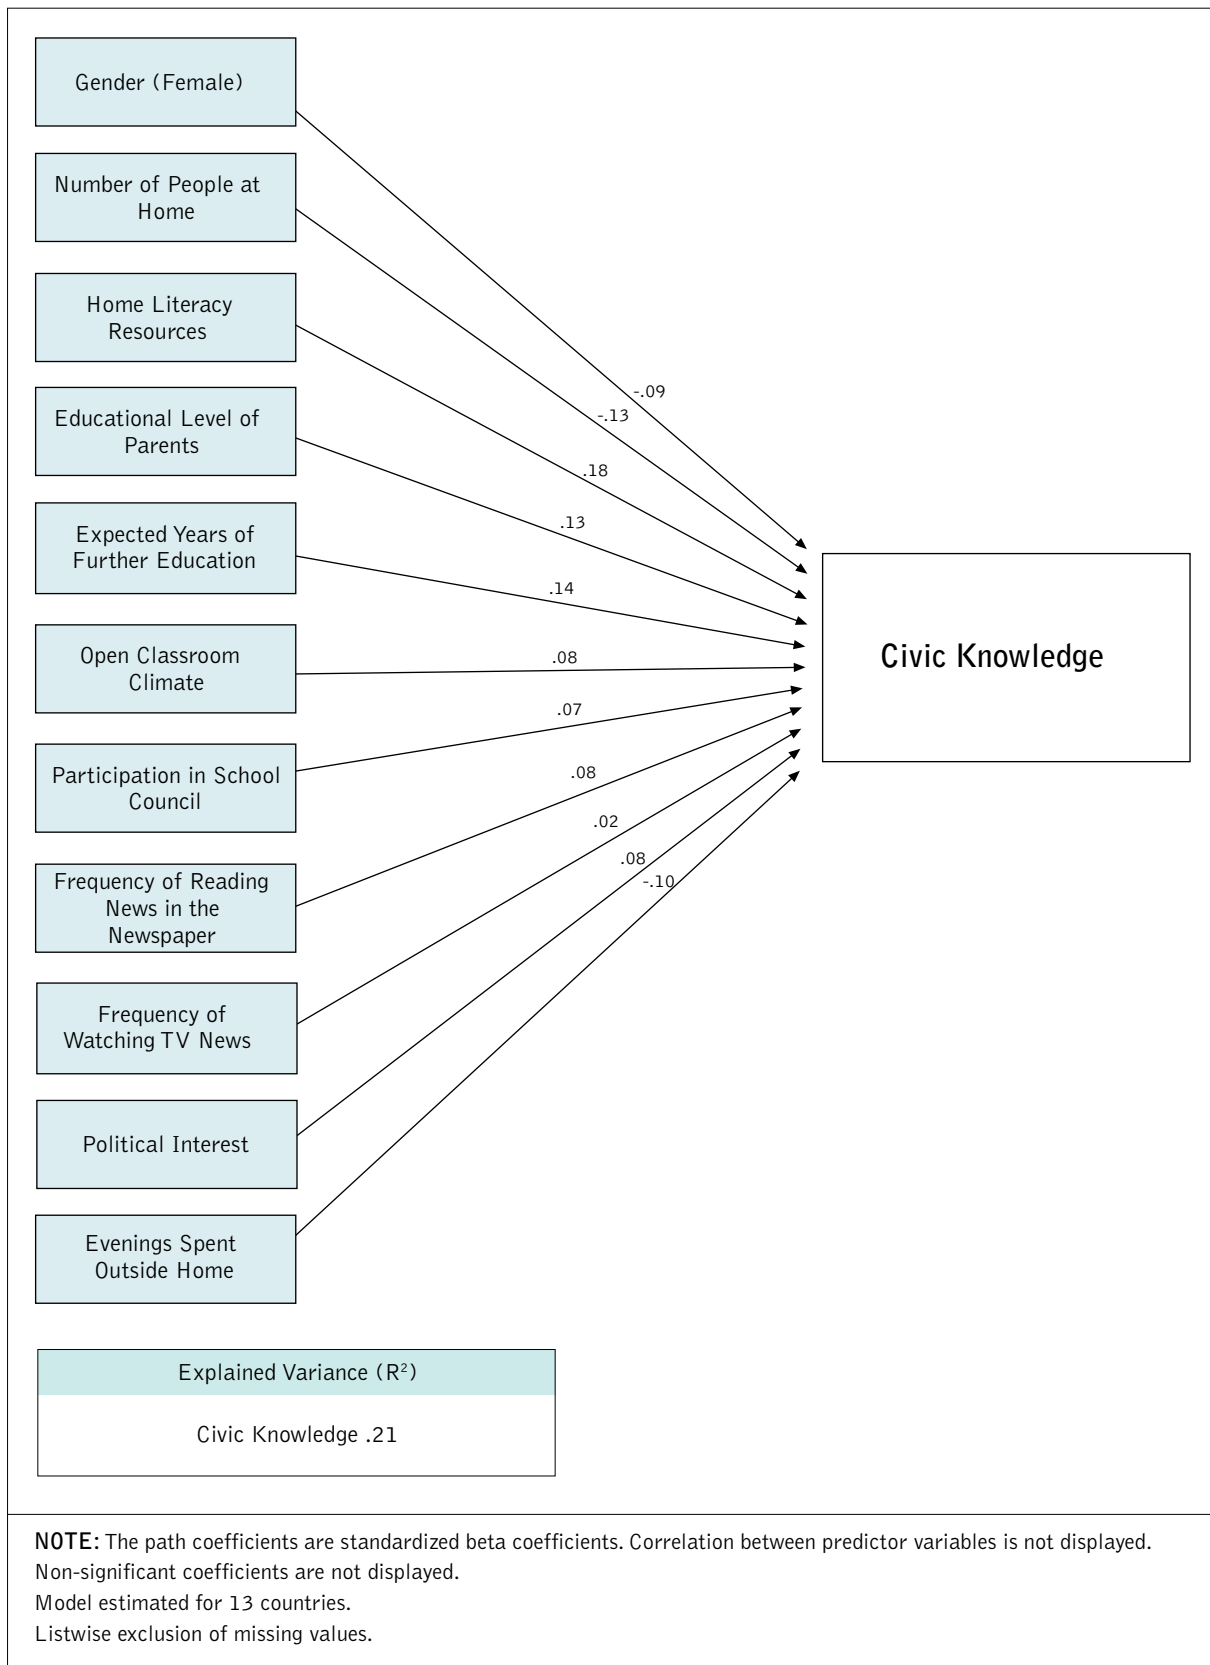 Gender (Female)
Number of People at
Home
Home Literacy
Resources
Educational Level of
Parents
Expected Years of
Further Education
Open Classroom
Climate
Participation in School
Council
Frequency of Reading
News in the
Newspaper
Frequency of
Watching TV News
Political Interest
Evenings Spent
Outside Home
-.09
-.13
.18
.13
.14
.08
.07
.08
.02
.08
-.10
Civic Knowledge
Explained Variance (R²)
Civic Knowledge .21
NOTE: The path coefficients are standardized beta coefficients. Correlation between predictor variables is not displayed.
Non-significant coefficients are not displayed.
Model estimated for 13 countries.
Listwise exclusion of missing values.